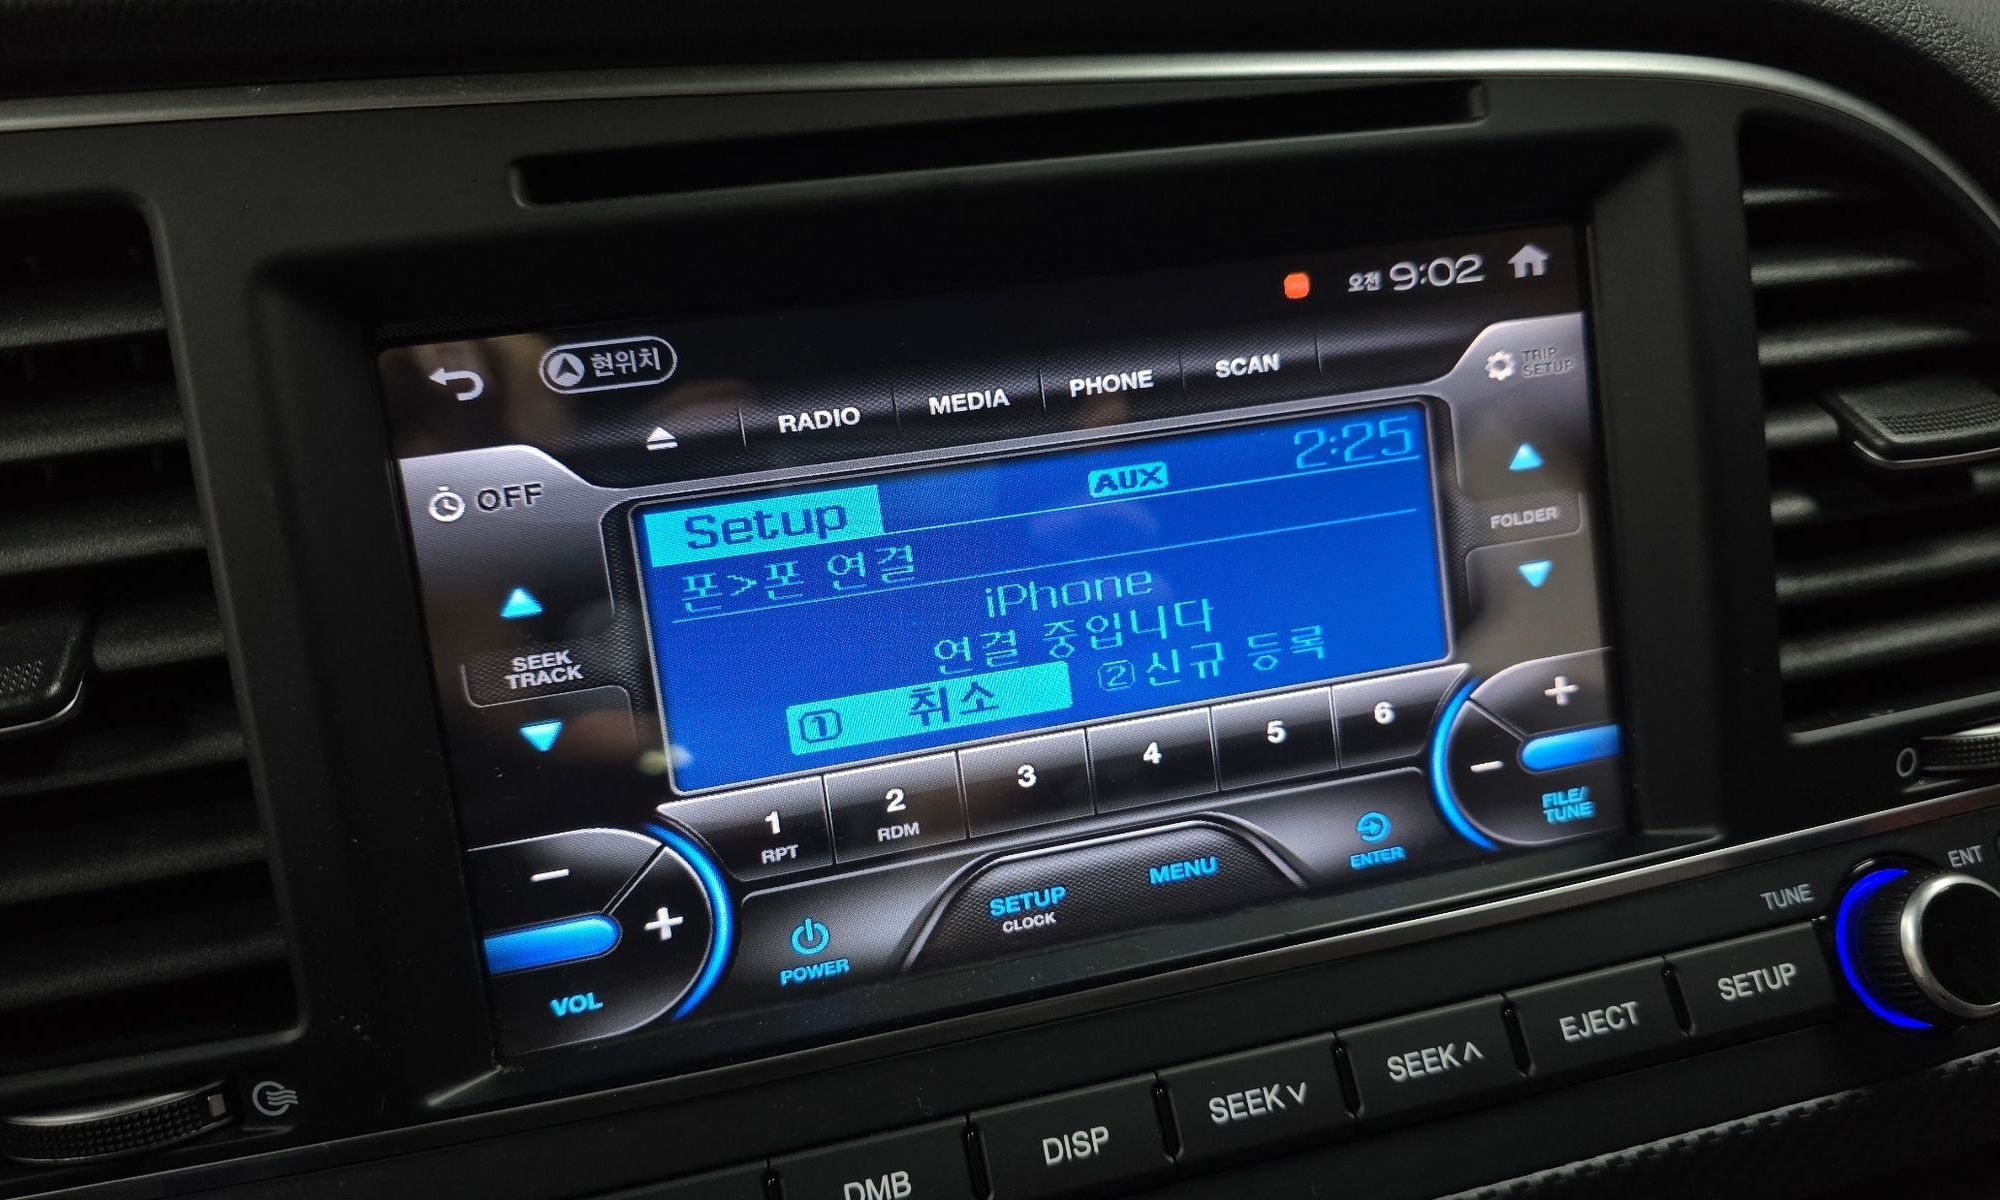 오전 9:02
현위치
RADIO MEDIA PHONE SCAN
TRIP
SETUP
OFF
Setup AUX 2:25
폰>폰 연결
iPhone
연결 중입니다
1 취소 2 신규 등록
SEEK
TRACK
FOLDER
1 2 3 4 5 6
RPT RDM
- + VOL
POWER
SETUP
CLOCK
MENU
ENTER
+ -
FILE/
TUNE
TUNE
ENT
DMB DISP SEEK∨ SEEK∧ EJECT SETUP